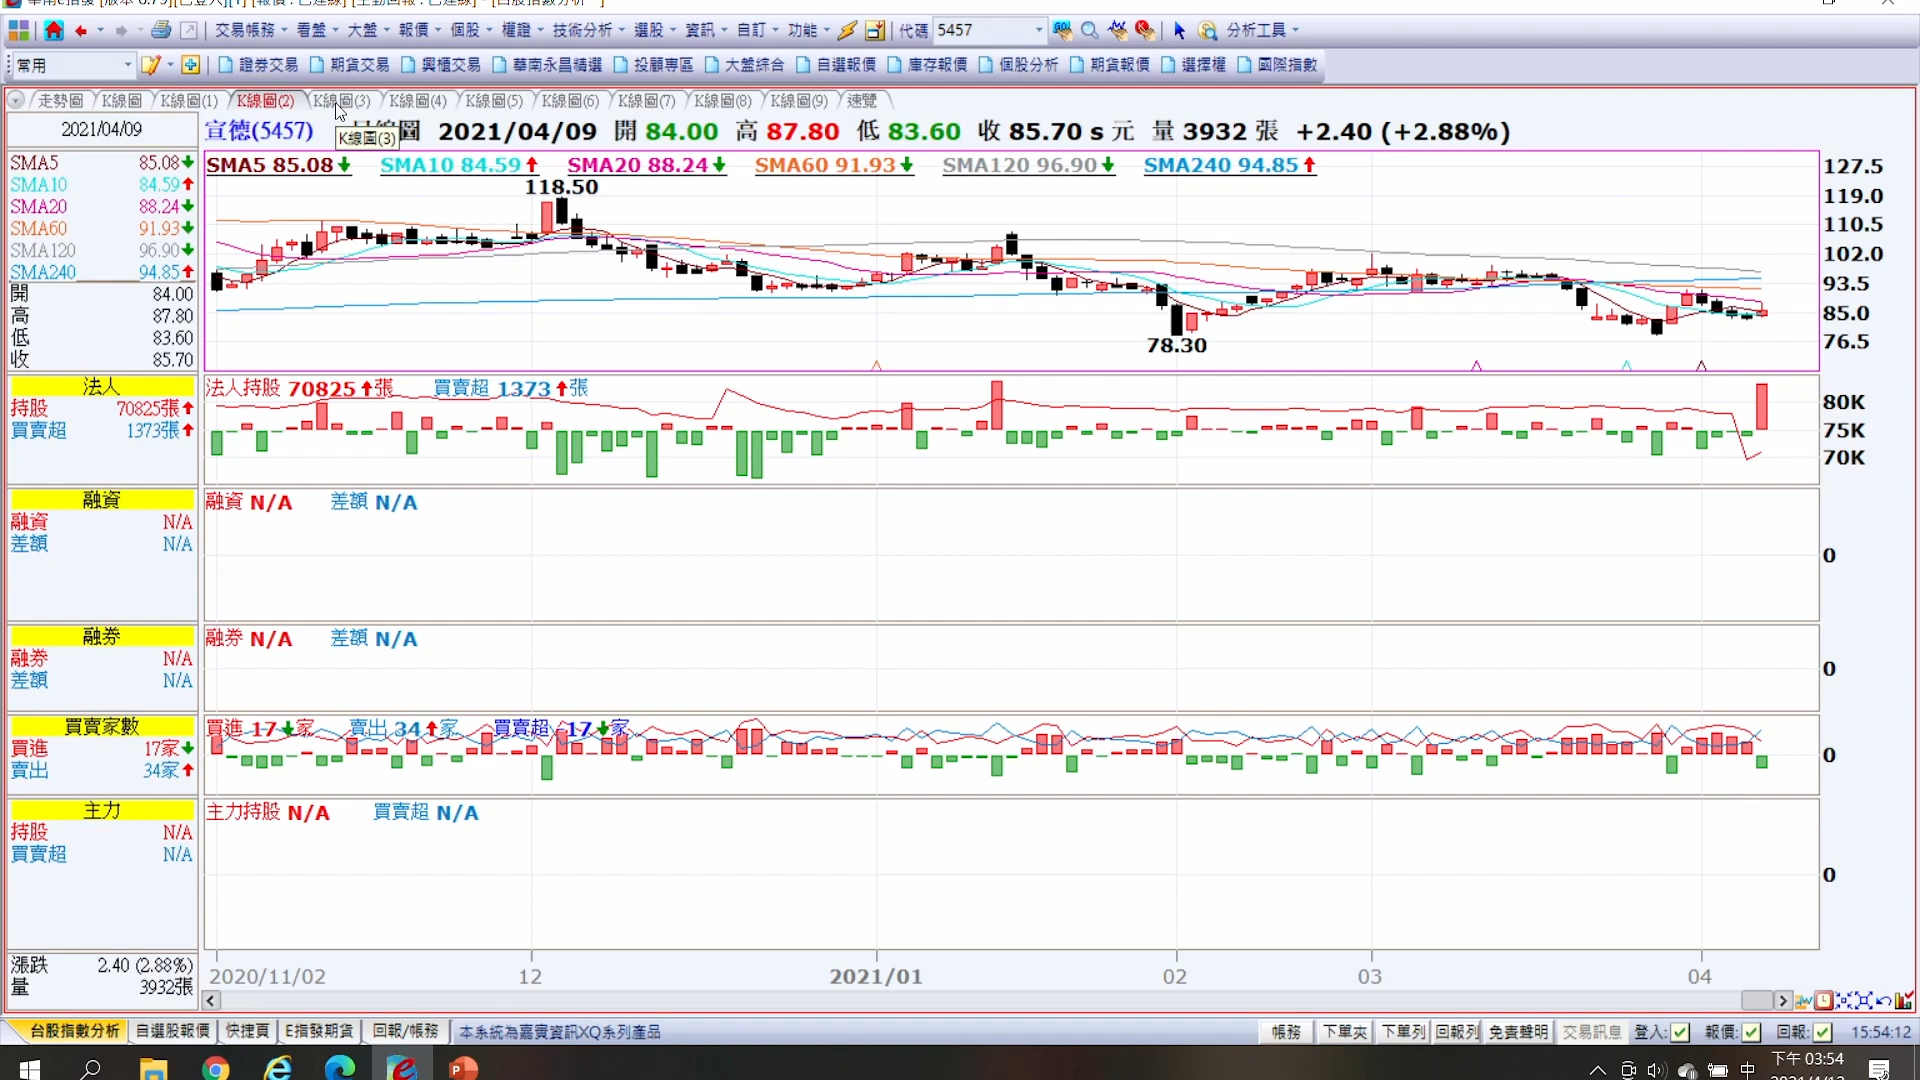 交易帳務 看盤 大盤 報價 個股 權證 技術分析 選股 資訊 自訂 功能 代碼 5457 分析工具
常用 證券交易 期貨交易 興櫃交易 華南永昌精選 投顧專區 大盤綜合 自選報價 庫存報價 個股分析 期貨報價 選擇權 國際指數
走勢圖 K線圖 K線圖(1) K線圖(2) K線圖(3) K線圖(4) K線圖(5) K線圖(6) K線圖(7) K線圖(8) K線圖(9) 速覽
2021/04/09 宣德(5457) 線圖 2021/04/09 開 84.00 高 87.80 低 83.60 收 85.70 s 元 量 3932 張 +2.40 (+2.88%)
K線圖(3)
SMA5 85.08 SMA10 84.59 SMA20 88.24 SMA60 91.93 SMA120 96.90 SMA240 94.85
SMA5 85.08
SMA10 84.59
SMA20 88.24
SMA60 91.93
SMA120 96.90
SMA240 94.85
開 84.00
高 87.80
低 83.60
收 85.70
118.50
78.30
127.5
119.0
110.5
102.0
93.5
85.0
76.5
法人
持股 70825張
買賣超 1373張
法人持股 70825張 買賣超 1373張
80K
75K
70K
融資
融資 N/A
差額 N/A
融資 N/A 差額 N/A
0
融券
融券 N/A
差額 N/A
融券 N/A 差額 N/A
0
買賣家數
買進 17家
賣出 34家
買進 17家 賣出 34家 買賣超 -17家
0
主力
持股 N/A
買賣超 N/A
主力持股 N/A 買賣超 N/A
0
漲跌 2.40 (2.88%)
量 3932張
2020/11/02 12 2021/01 02 03 04
台股指數分析 自選股報價 快捷頁 E指發期貨 回報/帳務 本系統為嘉實資訊XQ系列產品 帳務 下單夾 下單列 回報列 免責聲明 交易訊息 登入: 報價: 回報: 15:54:12
中 下午 03:54